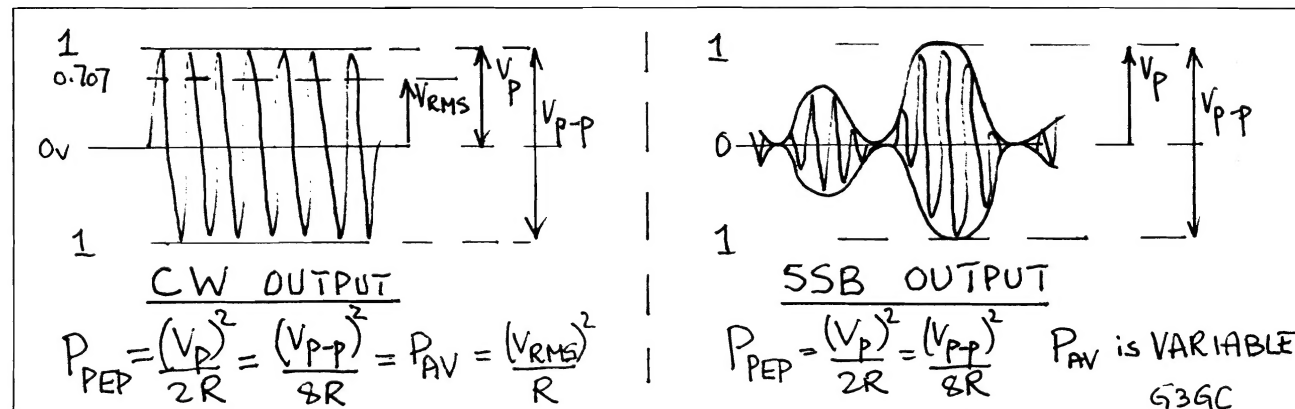 1
0.707
VRMS
VP
VP-P
0v
1
CW OUTPUT
PPEP = (VP)²/2R = (VP-P)²/8R = PAV = (VRMS)²/R
1
VP
VP-P
0
1
SSB OUTPUT
PPEP = (VP)²/2R = (VP-P)²/8R PAV is VARIABLE
G3GC